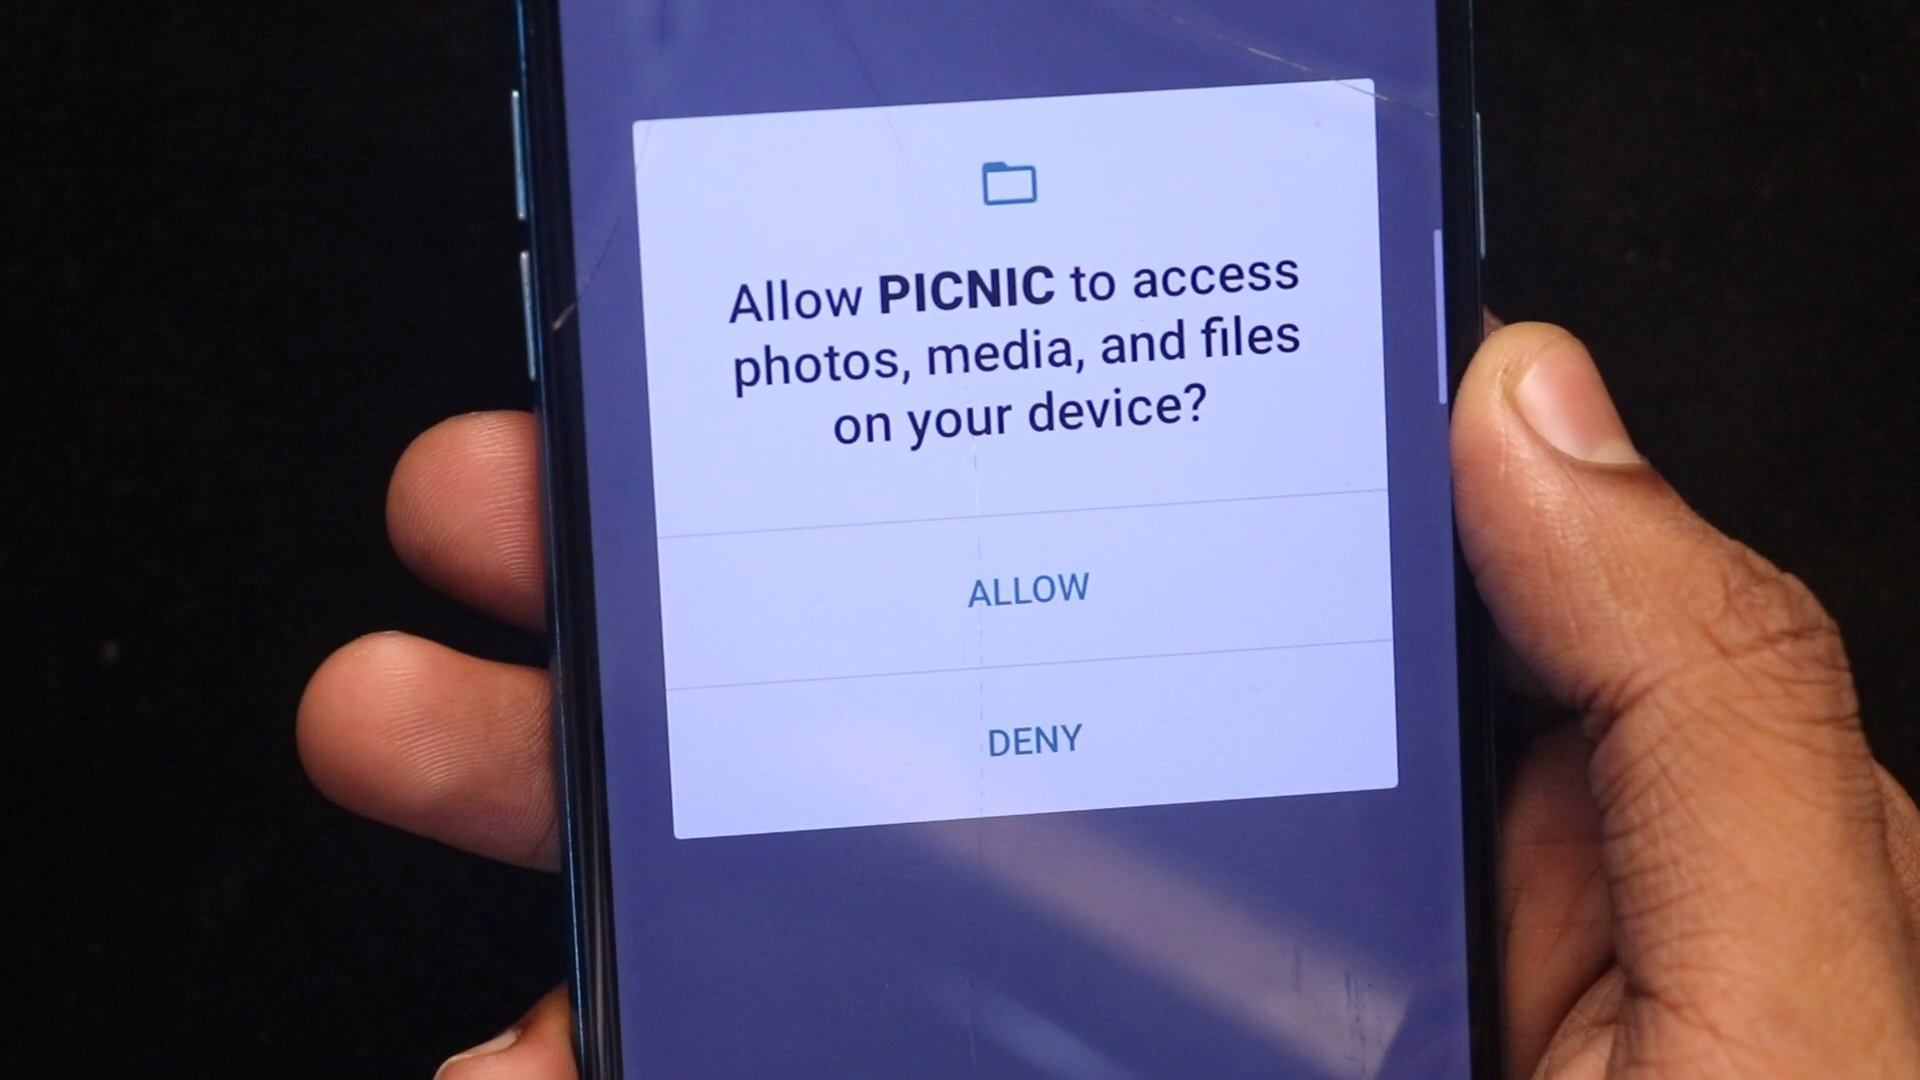 Allow PICNIC to access
photos, media, and files
on your device?
ALLOW
DENY